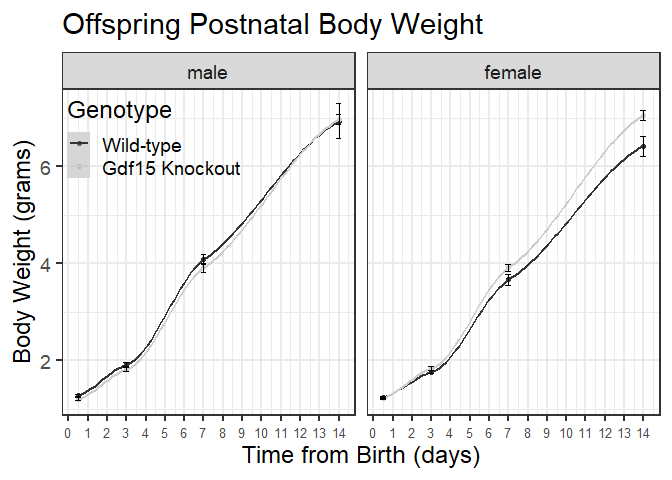 Offspring Postnatal Body Weight
male
female
Genotype
Wild-type
Gdf15 Knockout
Body Weight (grams)
6
4
2
0 1 2 3 4 5 6 7 8 9 10 11 12 13 14
0 1 2 3 4 5 6 7 8 9 10 11 12 13 14
Time from Birth (days)